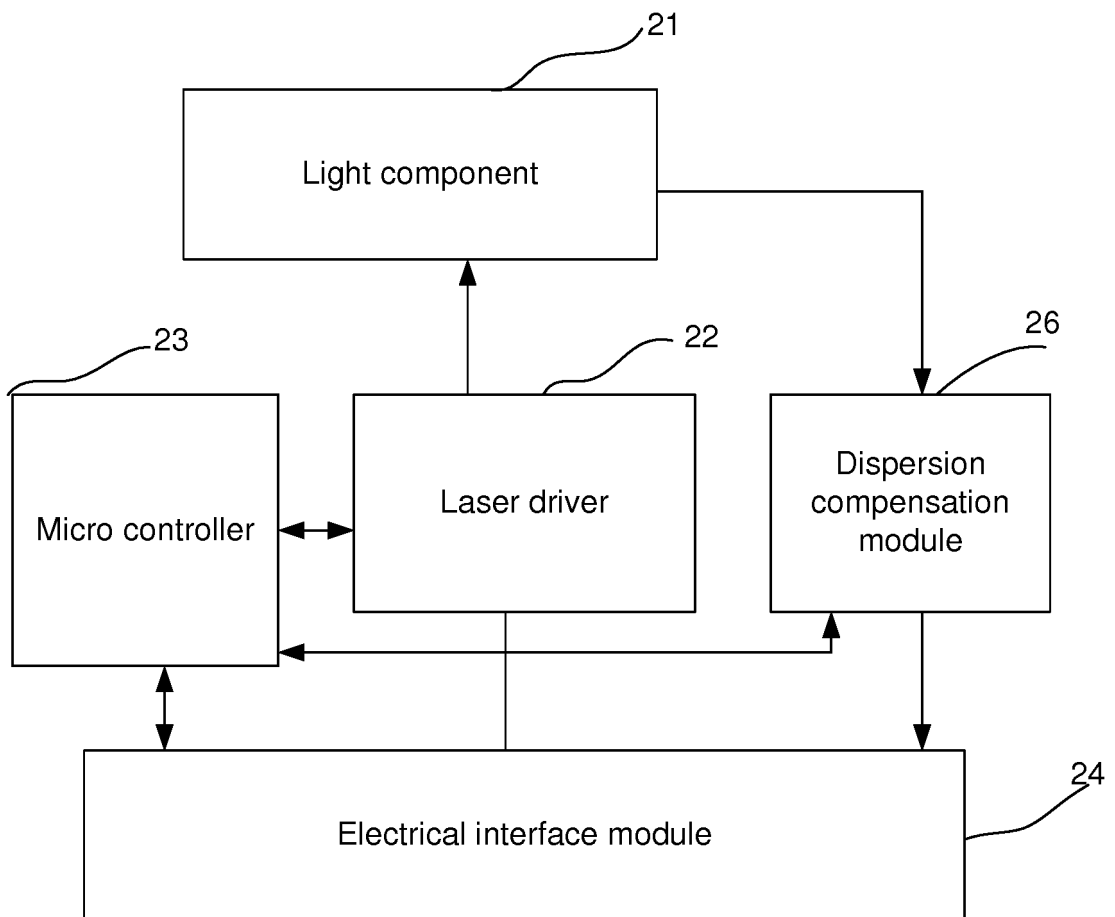 21
Light component
23
22
26
Micro controller
Laser driver
Dispersion
compensation
module
24
Electrical interface module